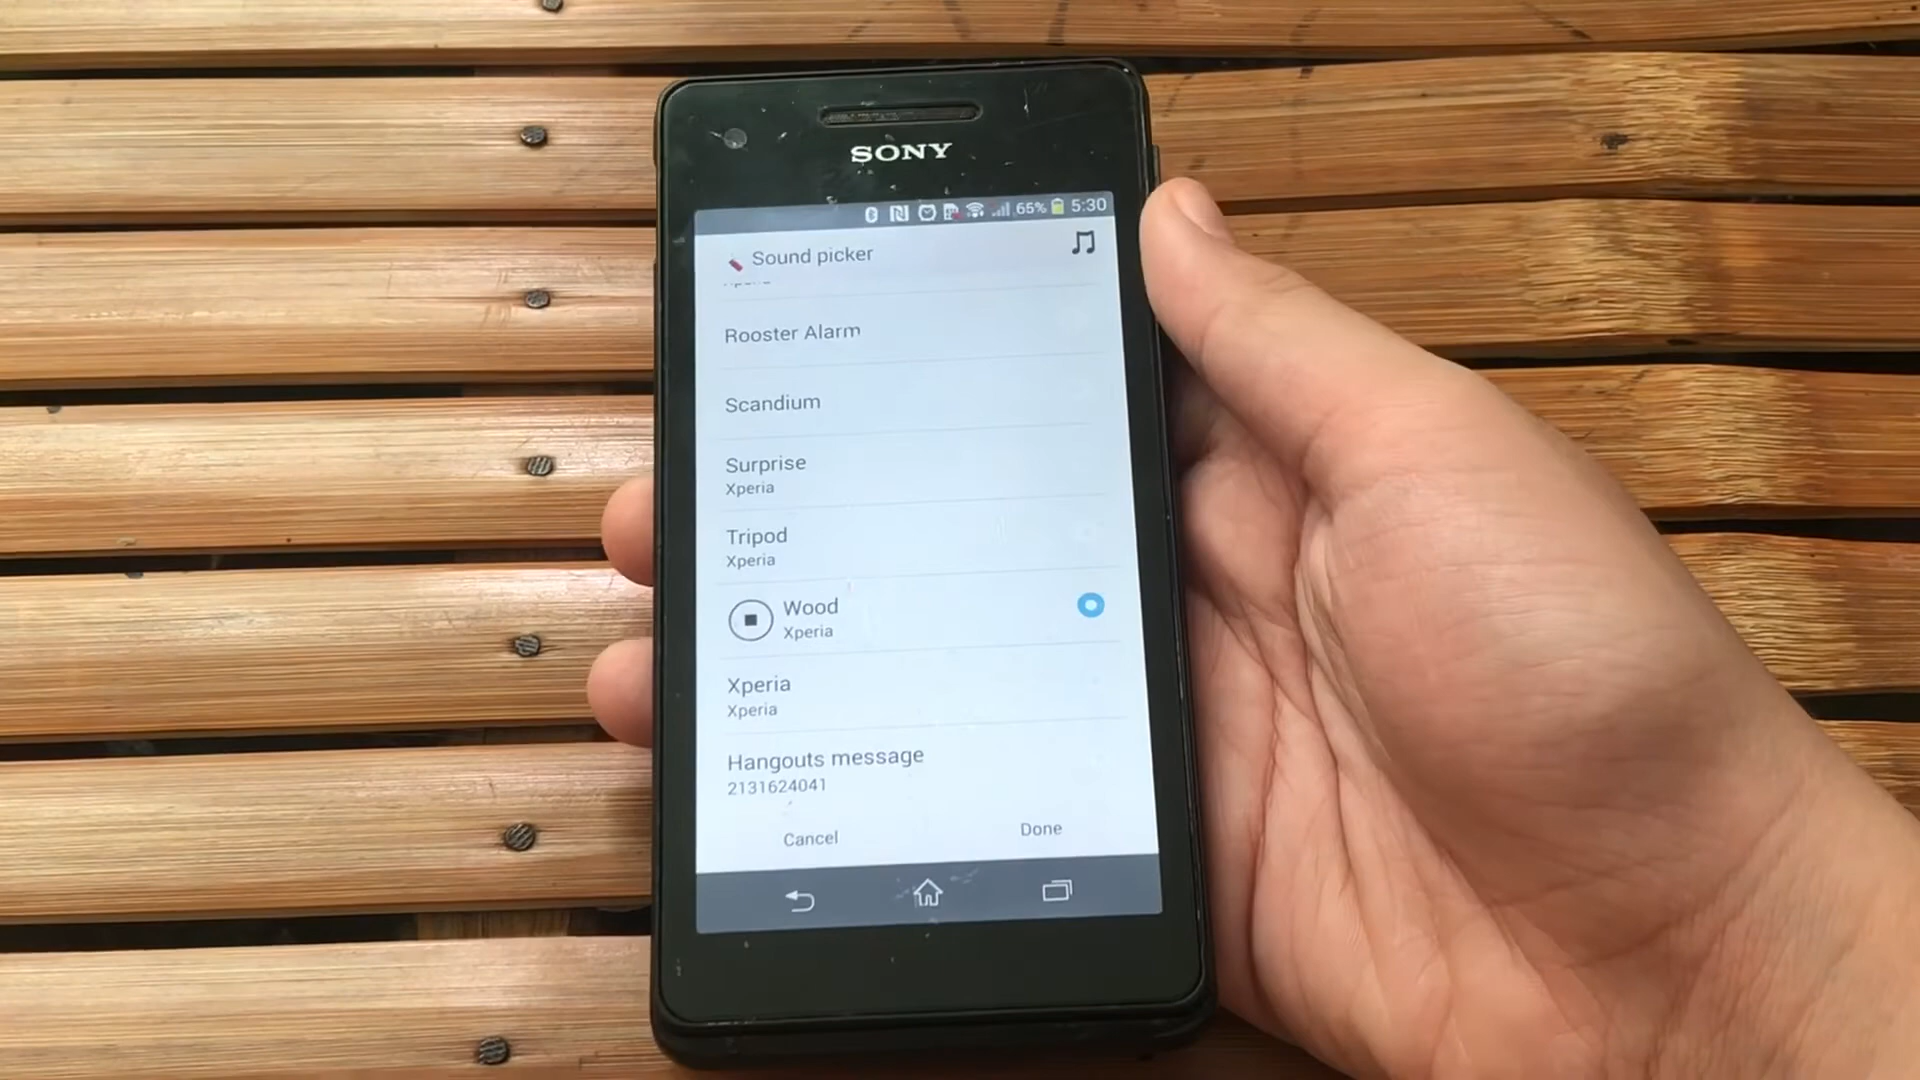 SONY
65% 5:30
Sound picker
Rooster Alarm
Scandium
Surprise
Xperia
Tripod
Xperia
Wood
Xperia
Xperia
Xperia
Hangouts message
2131624041
Cancel Done